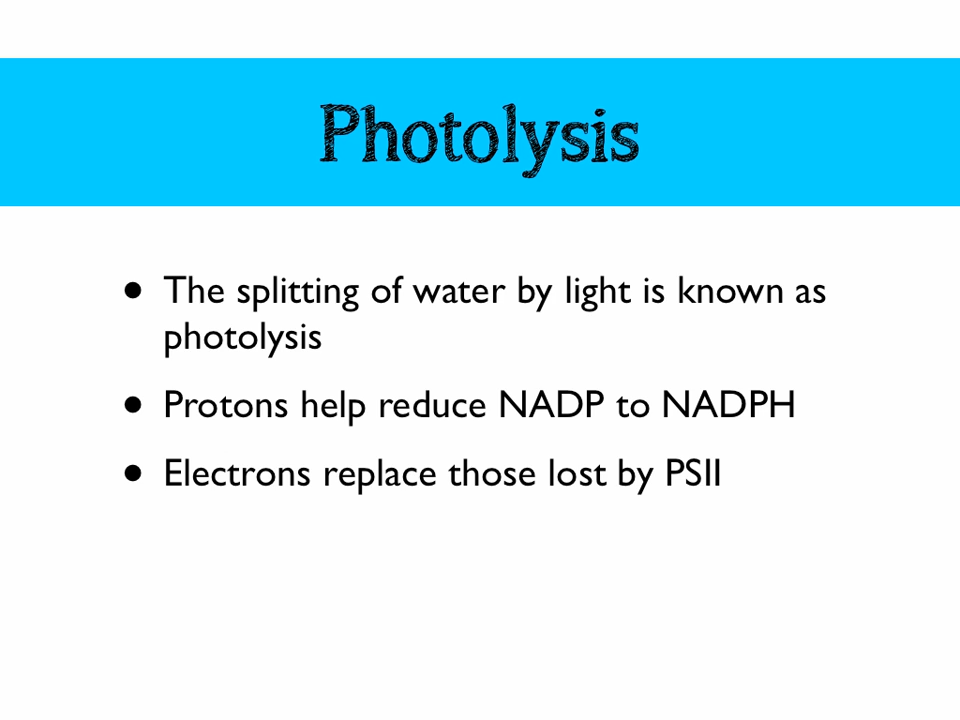 Photolysis
• The splitting of water by light is known as
photolysis
• Protons help reduce NADP to NADPH
• Electrons replace those lost by PSII